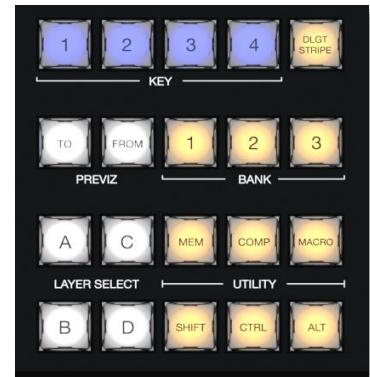 1 2 3 4 DLGT
STRIPE
KEY
TO FROM 1 2 3
PREVIZ BANK
A C MEM COMP MACRO
LAYER SELECT UTILITY
B D SHIFT CTRL ALT